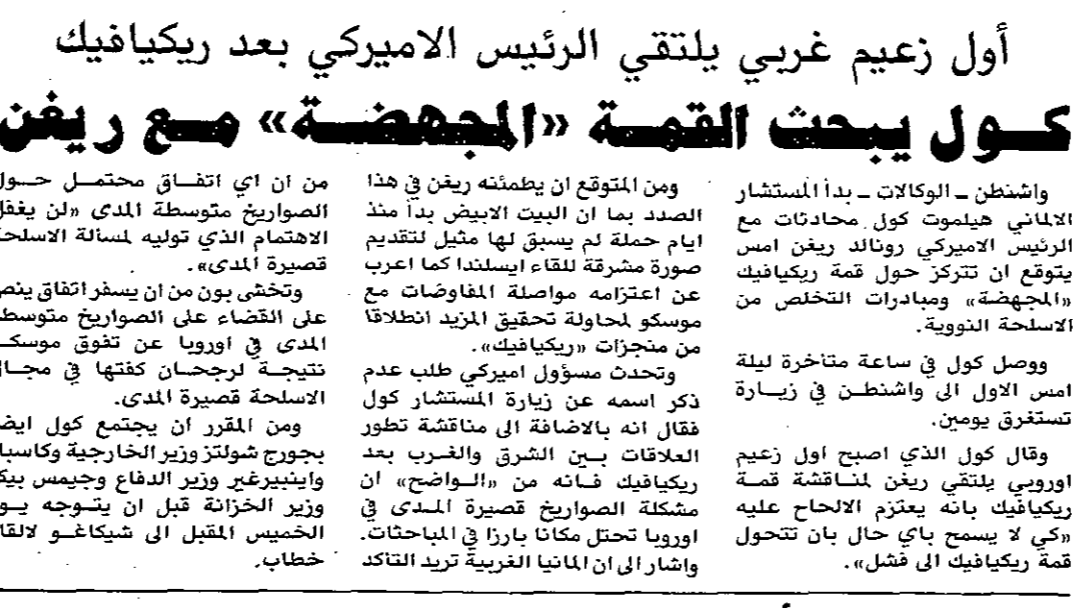 أول زعيم غربي يلتقي الرئيس الاميركي بعد ريكيافيك
كول يبحث القمة «المجهضة» مع ريغن
واشنطن ـ الوكالات ـ بدأ المستشار
الالماني هيلموت كول محادثات مع
الرئيس الاميركي رونالد ريغن امس
يتوقع ان تتركز حول قمة ريكيافيك
«المجهضة» ومبادرات التخلص من
الاسلحة النووية.
ووصل كول في ساعة متأخرة ليلة
امس الاول الى واشنطن في زيارة
تستغرق يومين.
وقال كول الذي اصبح اول زعيم
اوروبي يلتقي ريغن لمناقشة قمة
ريكيافيك بانه يعتزم الالحاح عليه
«كي لا يسمح باي حال بان تتحول
قمة ريكيافيك الى فشل».
ومن المتوقع ان يطمئنه ريغن في هذا
الصدد بما ان البيت الابيض بدأ منذ
ايام حملة لم يسبق لها مثيل لتقديم
صورة مشرقة للقاء ايسلندا كما اعرب
عن اعتزامه مواصلة المفاوضات مع
موسكو لمحاولة تحقيق المزيد انطلاقا
من منجزات «ريكيافيك».
وتحدث مسؤول اميركي طلب عدم
ذكر اسمه عن زيارة المستشار كول
فقال انه بالاضافة الى مناقشة تطور
العلاقات بين الشرق والغرب بعد
ريكيافيك فانه من «الواضح» ان
مشكلة الصواريخ قصيرة المدى في
اوروبا تحتل مكانا بارزا في المباحثات.
واشار الى ان المانيا الغربية تريد التأكد
من ان اي اتفاق محتمل حول
الصواريخ متوسطة المدى «لن يغفل
الاهتمام الذي توليه لمسألة الاسلحة
قصيرة المدى».
وتخشى بون من ان يسفر اتفاق ينص
على القضاء على الصواريخ متوسطة
المدى في اوروبا عن تفوق موسكو
نتيجة لرجحان كفتها في مجال
الاسلحة قصيرة المدى.
ومن المقرر ان يجتمع كول ايضا
بجورج شولتز وزير الخارجية وكاسبار
واينبيرغير وزير الدفاع وجيمس بيكر
وزير الخزانة قبل ان يتوجه يوم
الخميس المقبل الى شيكاغو لالقاء
خطاب.